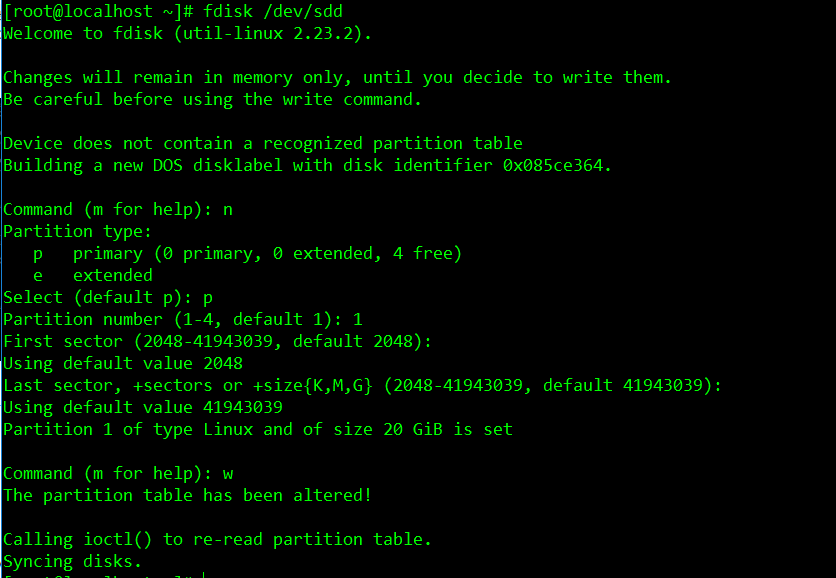 [root@localhost ~]# fdisk /dev/sdd
Welcome to fdisk (util-linux 2.23.2).
Changes will remain in memory only, until you decide to write them.
Be careful before using the write command.
Device does not contain a recognized partition table
Building a new DOS disklabel with disk identifier 0x085ce364.
Command (m for help): n
Partition type:
   p   primary (0 primary, 0 extended, 4 free)
   e   extended
Select (default p): p
Partition number (1-4, default 1): 1
First sector (2048-41943039, default 2048):
Using default value 2048
Last sector, +sectors or +size{K,M,G} (2048-41943039, default 41943039):
Using default value 41943039
Partition 1 of type Linux and of size 20 GiB is set
Command (m for help): w
The partition table has been altered!
Calling ioctl() to re-read partition table.
Syncing disks.